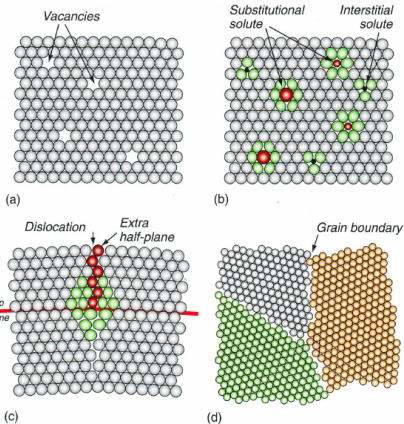 Vacancies
(a)
Substitutional
solute
Interstitial
solute
(b)
Dislocation
Extra
half-plane
(c)
Grain boundary
(d)